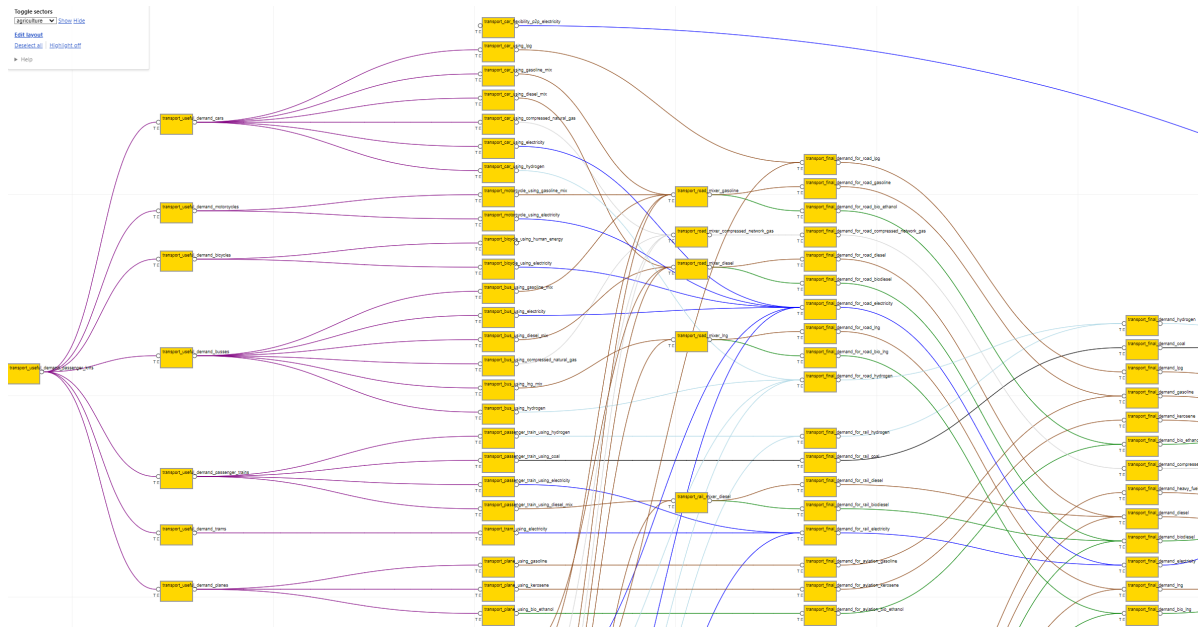 Toggle sectors
agriculture Show Hide
Edit layout
Deselect all | Highlight off
► Help
transport_useful_demand_passenger_kms
transport_useful_demand_cars
transport_useful_demand_motorcycles
transport_useful_demand_bicycles
transport_useful_demand_busses
transport_useful_demand_passenger_trains
transport_useful_demand_trams
transport_useful_demand_planes
transport_car_flexibility_p2p_electricity
transport_car_using_lpg
transport_car_using_gasoline_mix
transport_car_using_diesel_mix
transport_car_using_compressed_natural_gas
transport_car_using_electricity
transport_car_using_hydrogen
transport_motorcycle_using_gasoline_mix
transport_motorcycle_using_electricity
transport_bicycle_using_human_energy
transport_bicycle_using_electricity
transport_bus_using_gasoline_mix
transport_bus_using_electricity
transport_bus_using_diesel_mix
transport_bus_using_compressed_natural_gas
transport_bus_using_lng_mix
transport_bus_using_hydrogen
transport_passenger_train_using_hydrogen
transport_passenger_train_using_coal
transport_passenger_train_using_electricity
transport_passenger_train_using_diesel_mix
transport_tram_using_electricity
transport_plane_using_gasoline
transport_plane_using_kerosene
transport_plane_using_bio_ethanol
transport_road_mixer_gasoline
transport_road_mixer_compressed_network_gas
transport_road_mixer_diesel
transport_road_mixer_lng
transport_rail_mixer_diesel
transport_final_demand_for_road_lpg
transport_final_demand_for_road_gasoline
transport_final_demand_for_road_bio_ethanol
transport_final_demand_for_road_compressed_network_gas
transport_final_demand_for_road_diesel
transport_final_demand_for_road_biodiesel
transport_final_demand_for_road_electricity
transport_final_demand_for_road_lng
transport_final_demand_for_road_bio_lng
transport_final_demand_for_road_hydrogen
transport_final_demand_for_rail_hydrogen
transport_final_demand_for_rail_coal
transport_final_demand_for_rail_diesel
transport_final_demand_for_rail_biodiesel
transport_final_demand_for_rail_electricity
transport_final_demand_for_aviation_gasoline
transport_final_demand_for_aviation_kerosene
transport_final_demand_for_aviation_bio_ethanol
transport_final_demand_hydrogen
transport_final_demand_coal
transport_final_demand_lpg
transport_final_demand_gasoline
transport_final_demand_kerosene
transport_final_demand_bio_ethano
transport_final_demand_compresse
transport_final_demand_heavy_fue
transport_final_demand_diesel
transport_final_demand_biodiesel
transport_final_demand_electricity
transport_final_demand_lng
transport_final_demand_bio_lng